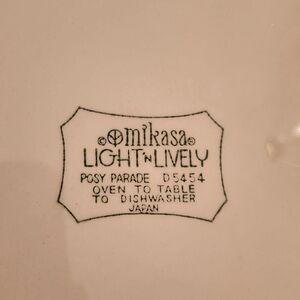 © mikasa ®
LIGHT 'N LIVELY
POSY PARADE D5454
OVEN TO TABLE
TO DISHWASHER
JAPAN